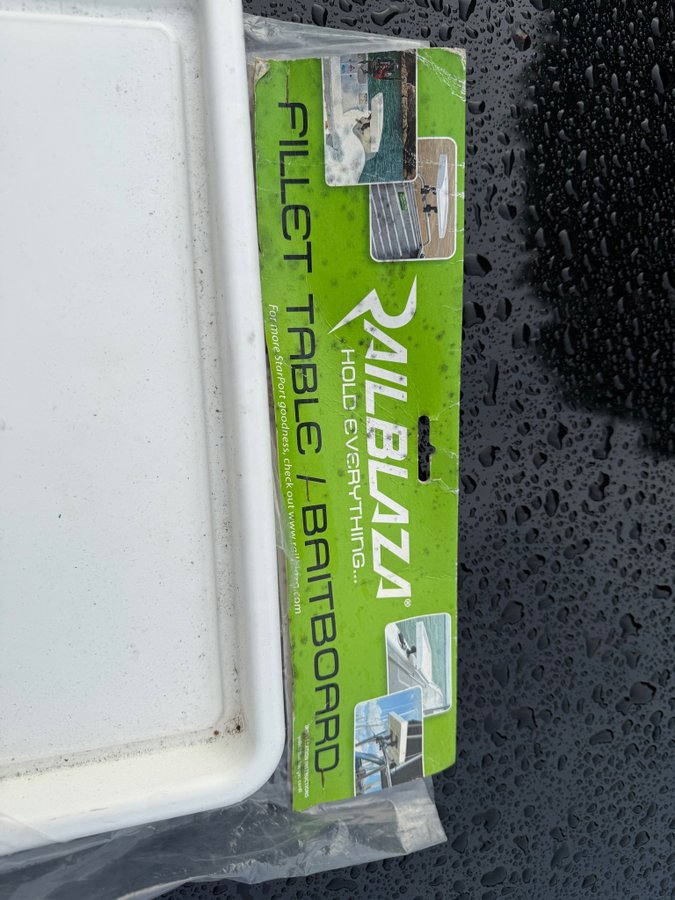 RAILBLAZA®
HOLD EVERYTHING...
FILLET TABLE / BAITBOARD
For more StarPort goodness, check out www.railblaza.com